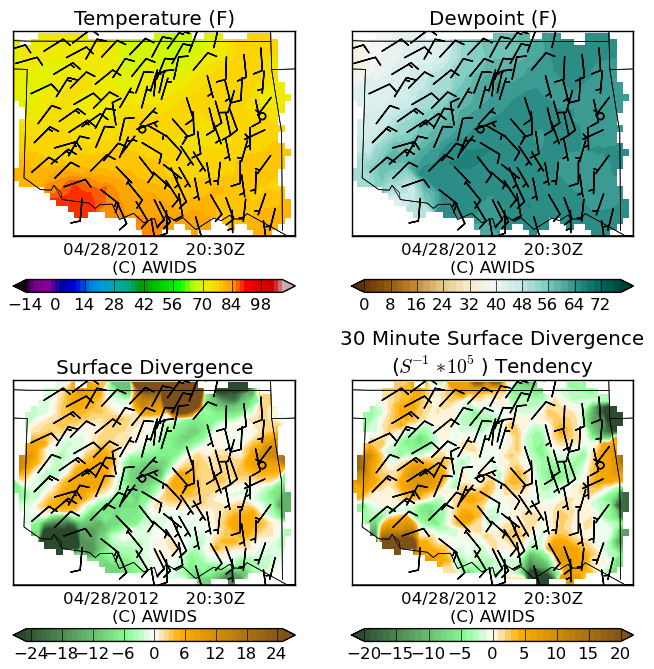 Temperature (F)
Dewpoint (F)
04/28/2012 20:30Z
(C) AWIDS
−14 0 14 28 42 56 70 84 98
04/28/2012 20:30Z
(C) AWIDS
0 8 16 24 32 40 48 56 64 72
Surface Divergence
30 Minute Surface Divergence
(S⁻¹ *10⁵ ) Tendency
04/28/2012 20:30Z
(C) AWIDS
−24−18−12 −6 0 6 12 18 24
04/28/2012 20:30Z
(C) AWIDS
−20−15−10 −5 0 5 10 15 20